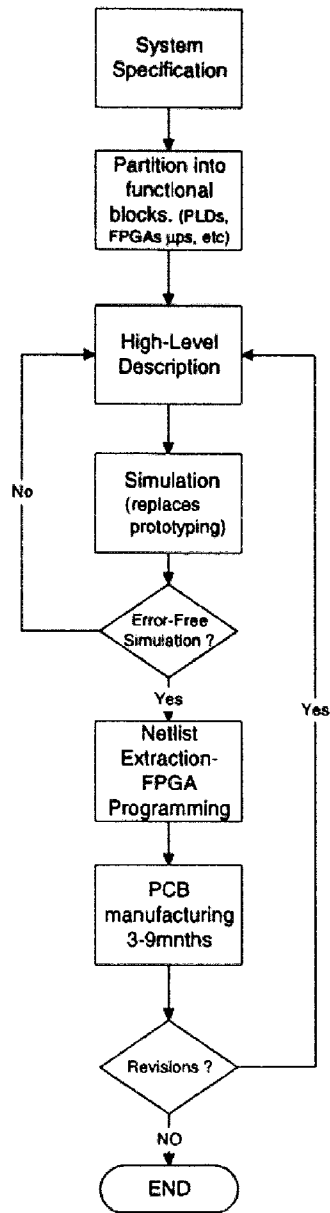 System
Specification
Partition into
functional
blocks. (PLDs,
FPGAs µps, etc)
High-Level
Description
Simulation
(replaces
prototyping)
No
Error-Free
Simulation ?
Yes
Netlist
Extraction-
FPGA
Programming
Yes
PCB
manufacturing
3-9mnths
Revisions ?
NO
END